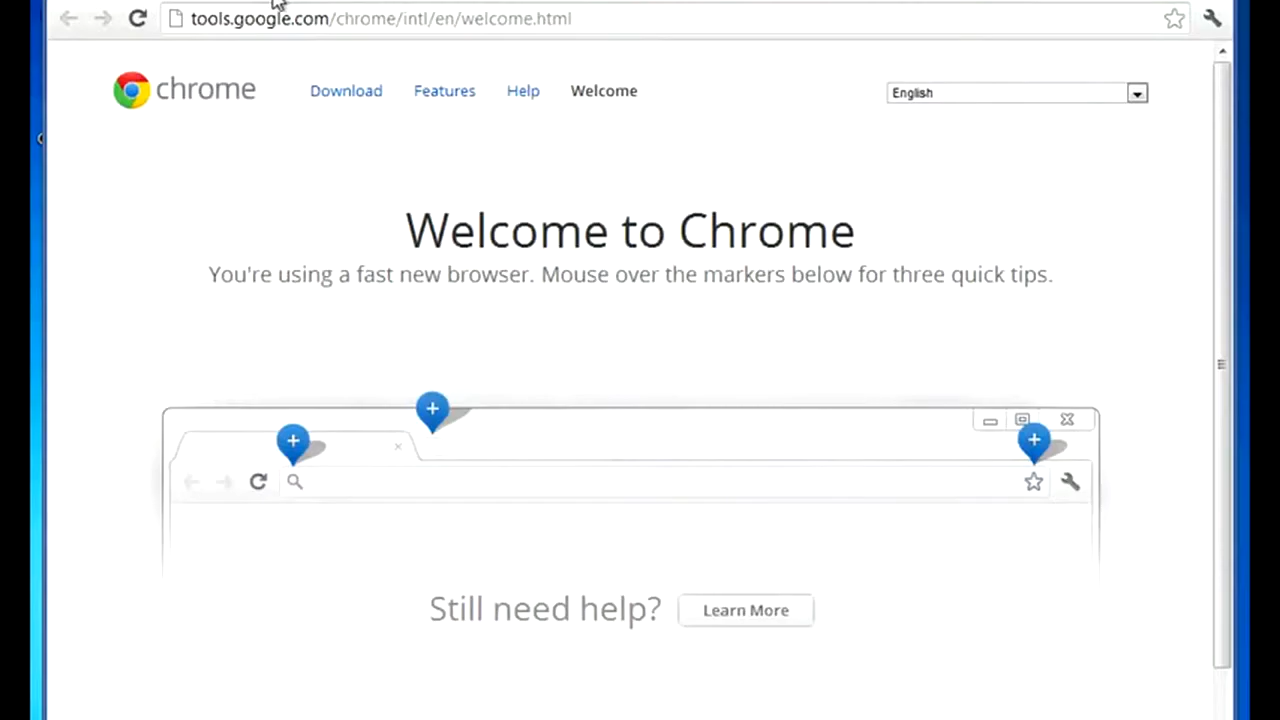 tools.google.com/chrome/intl/en/welcome.html
chrome Download Features Help Welcome English
Welcome to Chrome
You're using a fast new browser. Mouse over the markers below for three quick tips.
Still need help? Learn More